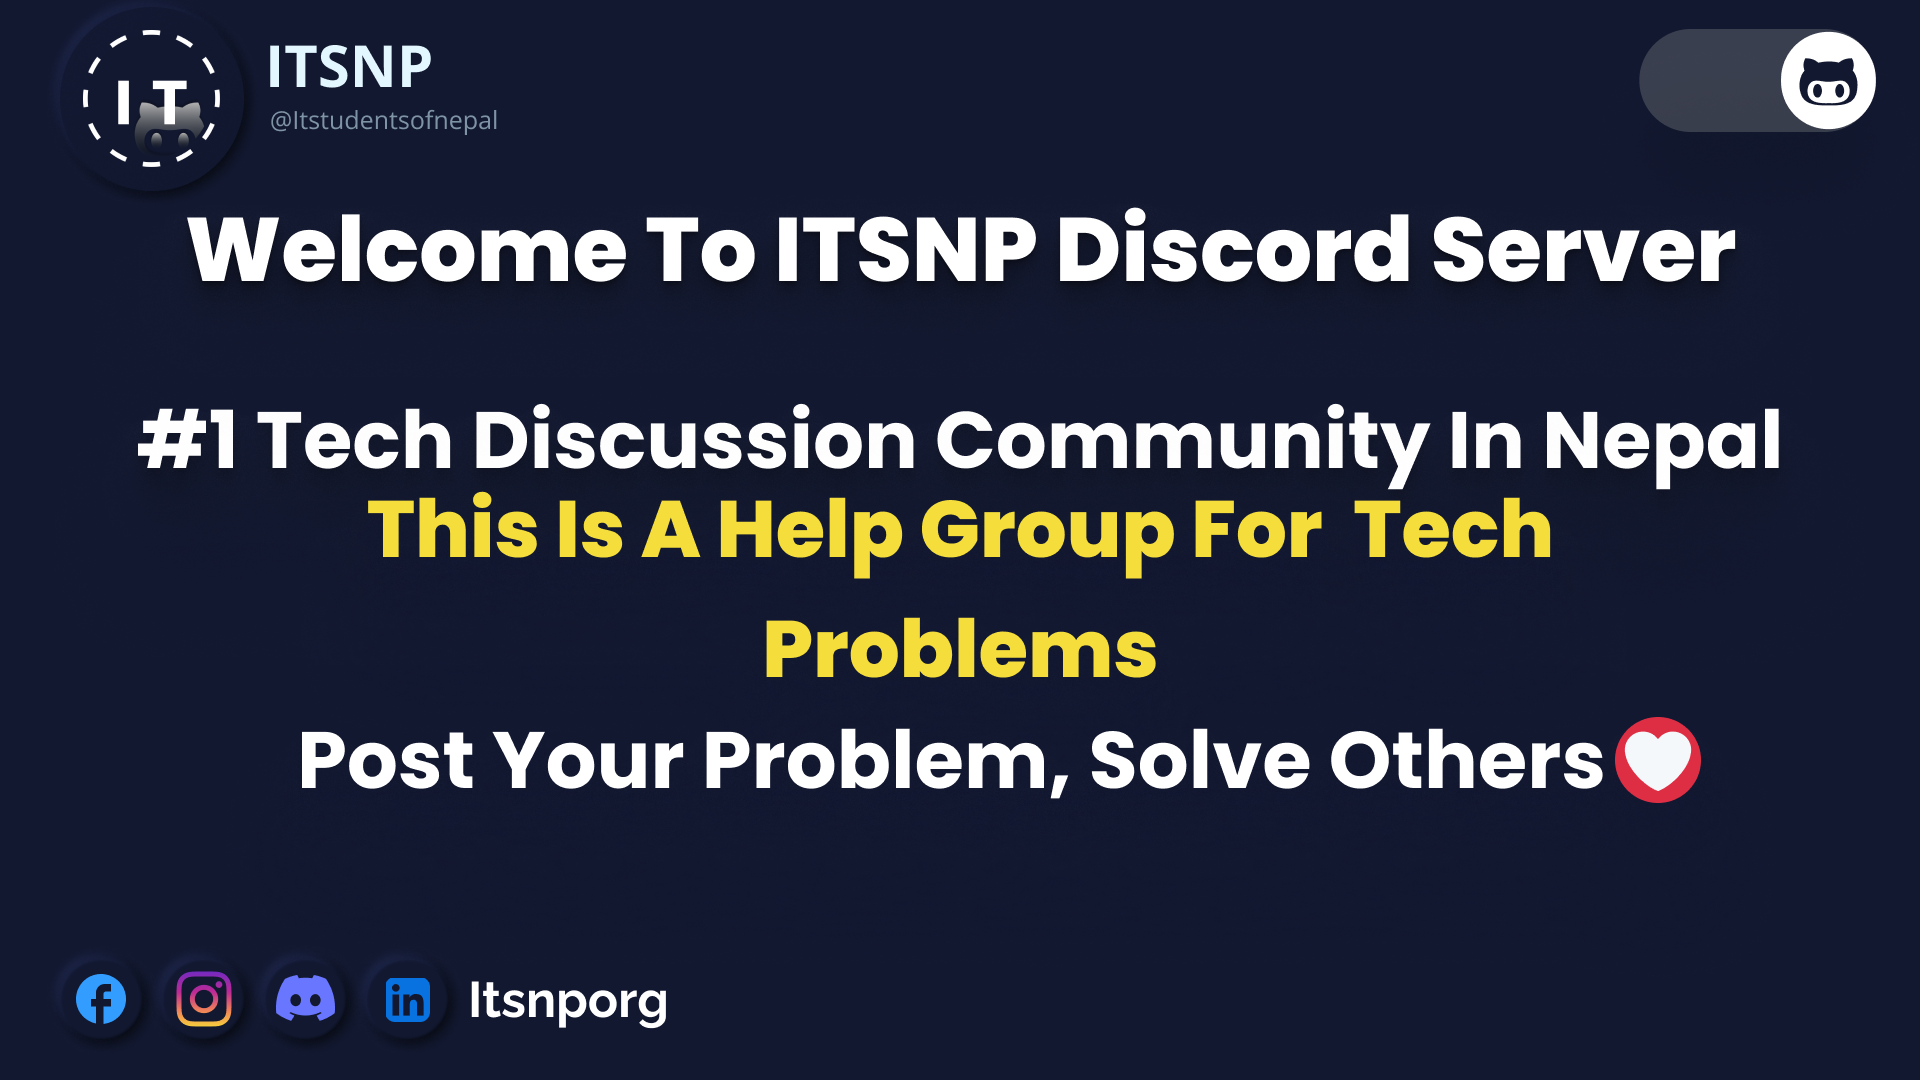 IT
ITSNP
@Itstudentsofnepal
Welcome To ITSNP Discord Server
#1 Tech Discussion Community In Nepal
This Is A Help Group For Tech
Problems
Post Your Problem, Solve Others
Itsnporg